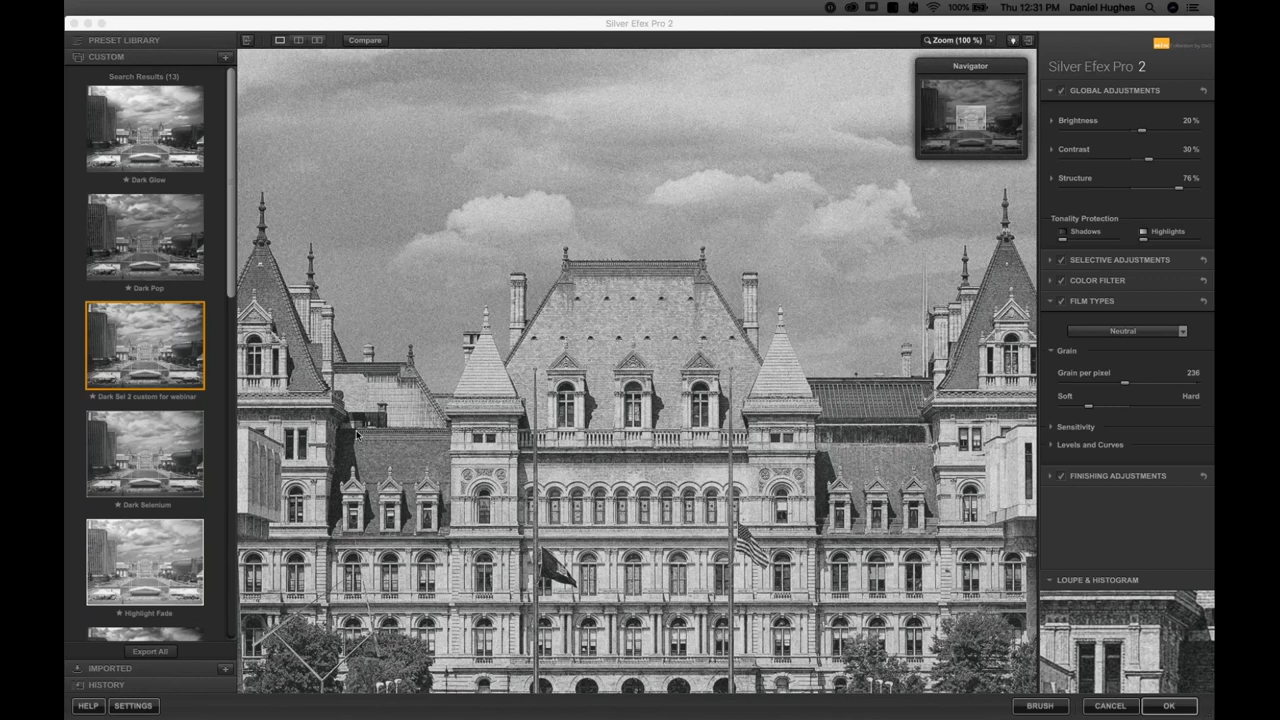 100%
Thu 12:31 PM Daniel Hughes
Silver Efex Pro 2
PRESET LIBRARY
CUSTOM
Search Results (13)
★ Dark Glow
★ Dark Pop
★ Dark Sel 2 custom for webinar
★ Dark Selenium
★ Highlight Fade
Export All
IMPORTED
HISTORY
HELP
SETTINGS
Compare
Zoom (100 %)
Navigator
Silver Efex Pro 2
GLOBAL ADJUSTMENTS
Brightness 20 %
Contrast 30 %
Structure 76 %
Tonality Protection
Shadows Highlights
SELECTIVE ADJUSTMENTS
COLOR FILTER
FILM TYPES
Neutral
Grain
Grain per pixel 236
Soft Hard
Sensitivity
Levels and Curves
FINISHING ADJUSTMENTS
LOUPE & HISTOGRAM
BRUSH
CANCEL
OK